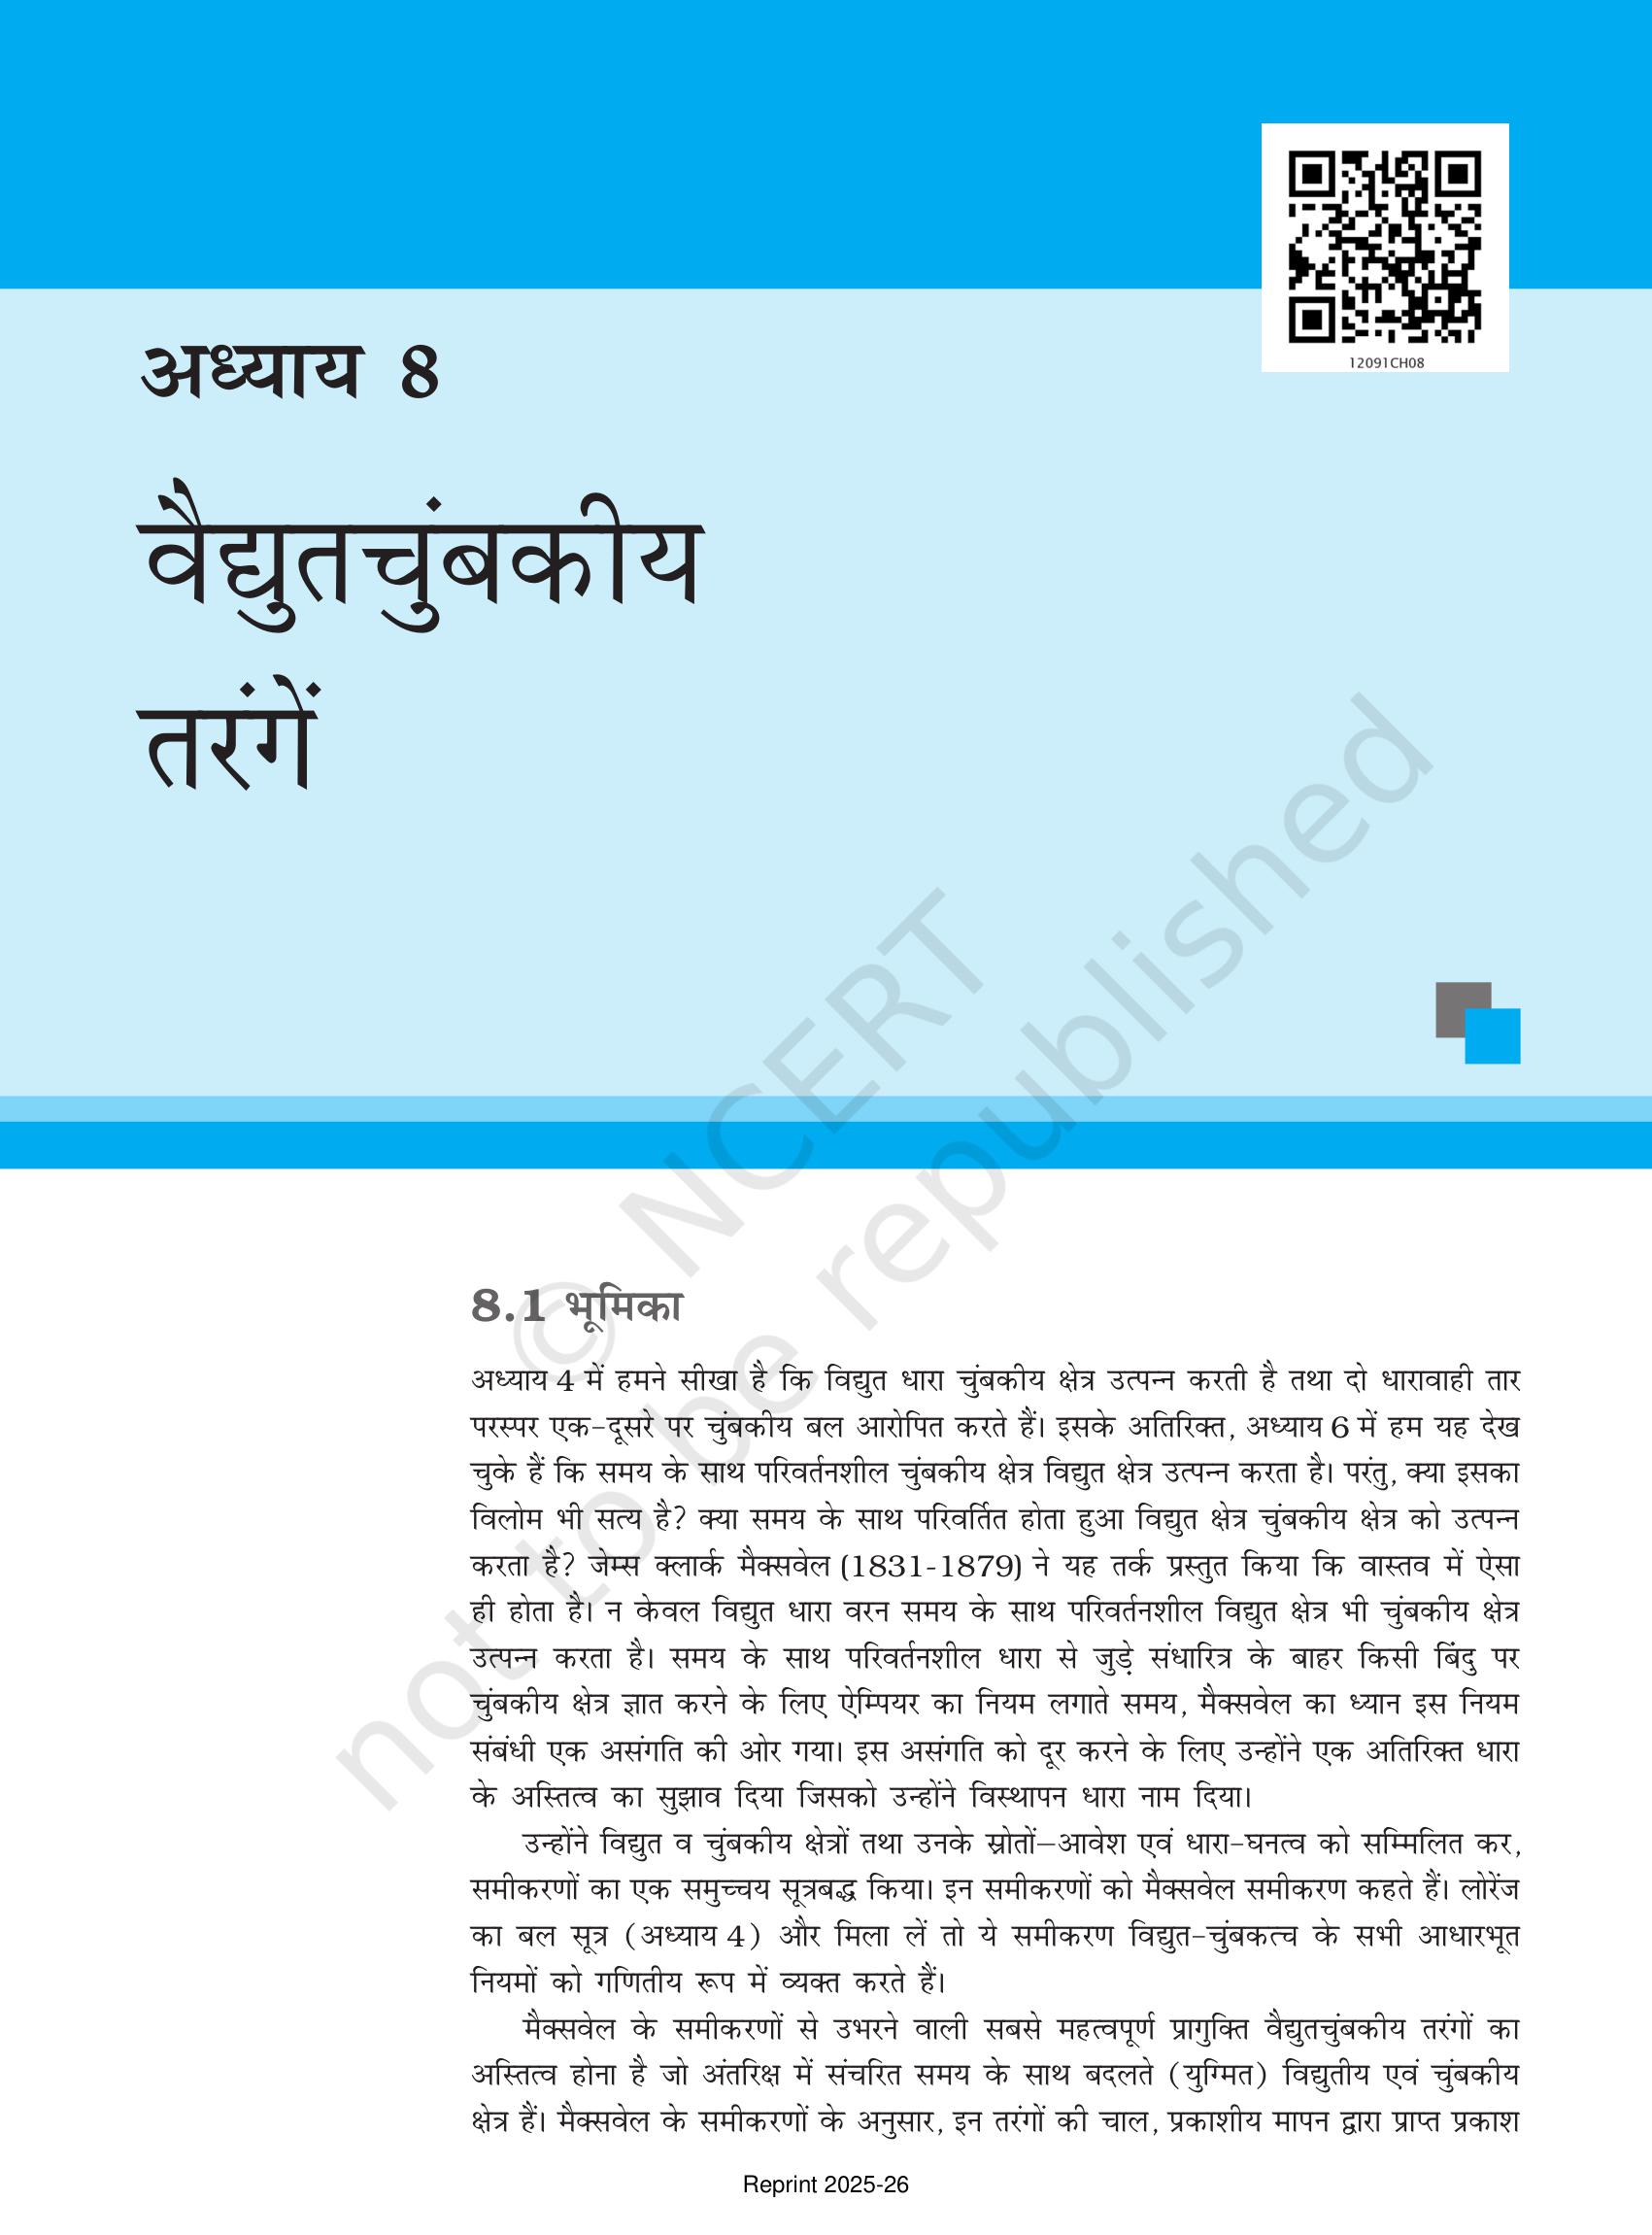 12091CH08
अध्याय 8
वैद्युतचुंबकीय
तरंगें
8.1 भूमिका
अध्याय 4 में हमने सीखा है कि विद्युत धारा चुंबकीय क्षेत्र उत्पन्न करती है तथा दो धारावाही तार
परस्पर एक-दूसरे पर चुंबकीय बल आरोपित करते हैं। इसके अतिरिक्त, अध्याय 6 में हम यह देख
चुके हैं कि समय के साथ परिवर्तनशील चुंबकीय क्षेत्र विद्युत क्षेत्र उत्पन्न करता है। परंतु, क्या इसका
विलोम भी सत्य है? क्या समय के साथ परिवर्तित होता हुआ विद्युत क्षेत्र चुंबकीय क्षेत्र को उत्पन्न
करता है? जेम्स क्लार्क मैक्सवेल (1831-1879) ने यह तर्क प्रस्तुत किया कि वास्तव में ऐसा
ही होता है। न केवल विद्युत धारा वरन समय के साथ परिवर्तनशील विद्युत क्षेत्र भी चुंबकीय क्षेत्र
उत्पन्न करता है। समय के साथ परिवर्तनशील धारा से जुड़े संधारित्र के बाहर किसी बिंदु पर
चुंबकीय क्षेत्र ज्ञात करने के लिए ऐम्पियर का नियम लगाते समय, मैक्सवेल का ध्यान इस नियम
संबंधी एक असंगति की ओर गया। इस असंगति को दूर करने के लिए उन्होंने एक अतिरिक्त धारा
के अस्तित्व का सुझाव दिया जिसको उन्होंने विस्थापन धारा नाम दिया।
उन्होंने विद्युत व चुंबकीय क्षेत्रों तथा उनके स्रोतों–आवेश एवं धारा-घनत्व को सम्मिलित कर,
समीकरणों का एक समुच्चय सूत्रबद्ध किया। इन समीकरणों को मैक्सवेल समीकरण कहते हैं। लोरेंज
का बल सूत्र (अध्याय 4) और मिला लें तो ये समीकरण विद्युत-चुंबकत्च के सभी आधारभूत
नियमों को गणितीय रूप में व्यक्त करते हैं।
मैक्सवेल के समीकरणों से उभरने वाली सबसे महत्वपूर्ण प्रागुक्ति वैद्युतचुंबकीय तरंगों का
अस्तित्व होना है जो अंतरिक्ष में संचरित समय के साथ बदलते (युग्मित) विद्युतीय एवं चुंबकीय
क्षेत्र हैं। मैक्सवेल के समीकरणों के अनुसार, इन तरंगों की चाल, प्रकाशीय मापन द्वारा प्राप्त प्रकाश
© NCERT
not to be republished
Reprint 2025-26